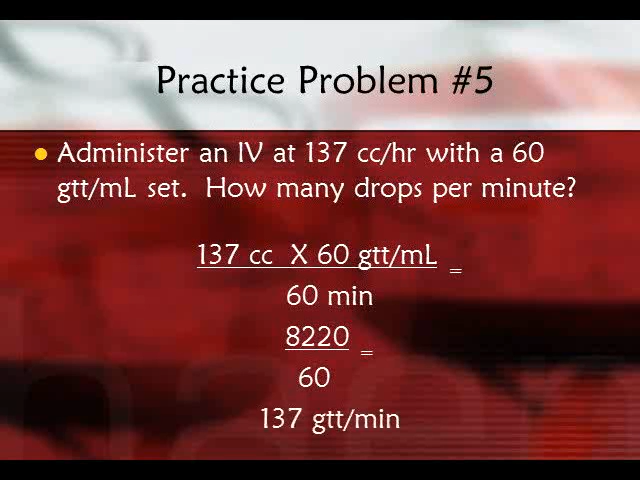 Practice Problem #5
Administer an IV at 137 cc/hr with a 60
gtt/mL set. How many drops per minute?
137 cc X 60 gtt/mL =
60 min
8220 =
60
137 gtt/min